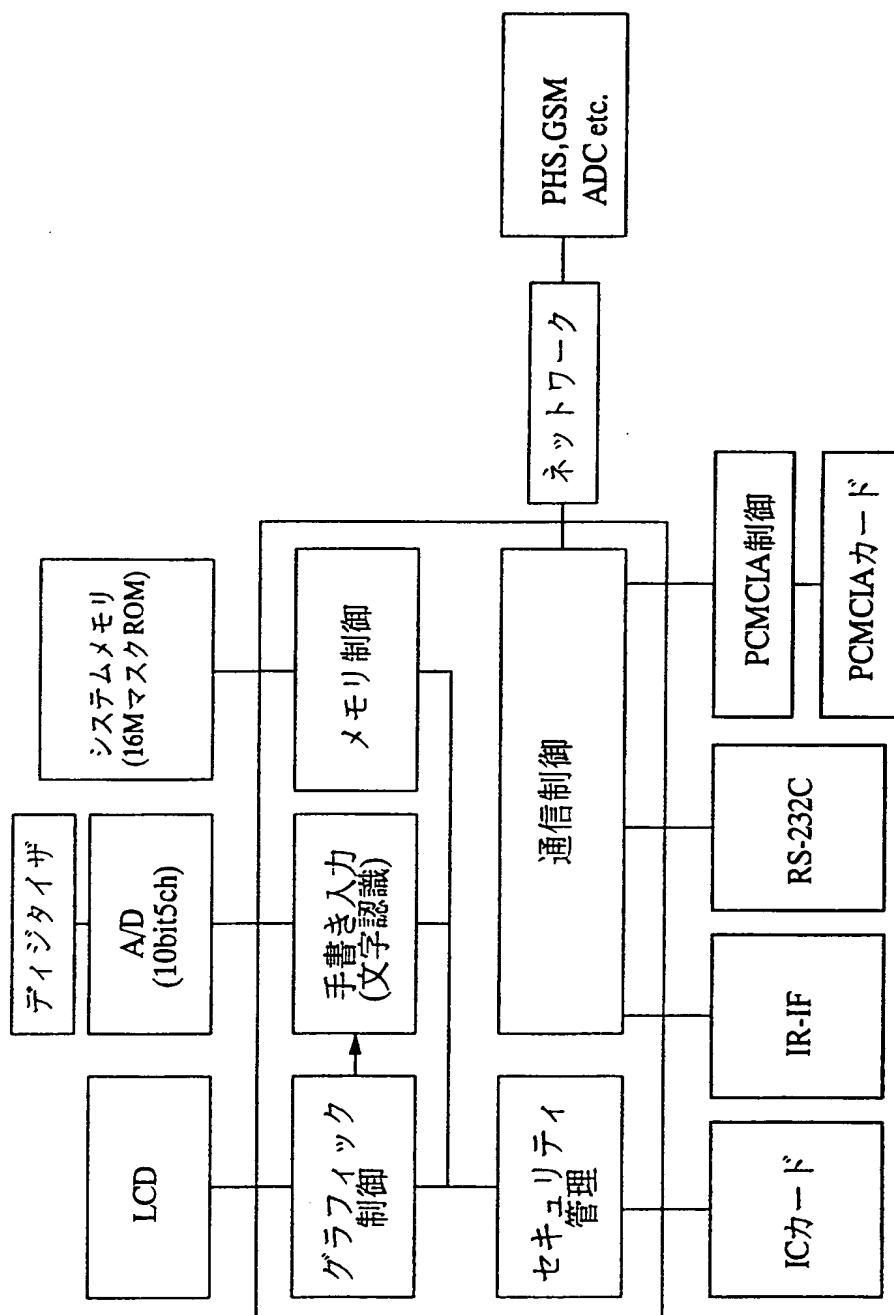 ディジタイザ
LCD
A/D
(10bit5ch)
システムメモリ
(16MマスクROM)
グラフィック
制御
手書き入力
(文字認識)
メモリ制御
セキュリティ
管理
通信制御
ネットワーク
PHS,GSM
ADC etc.
ICカード
IR-IF
RS-232C
PCMCIA制御
PCMCIAカード